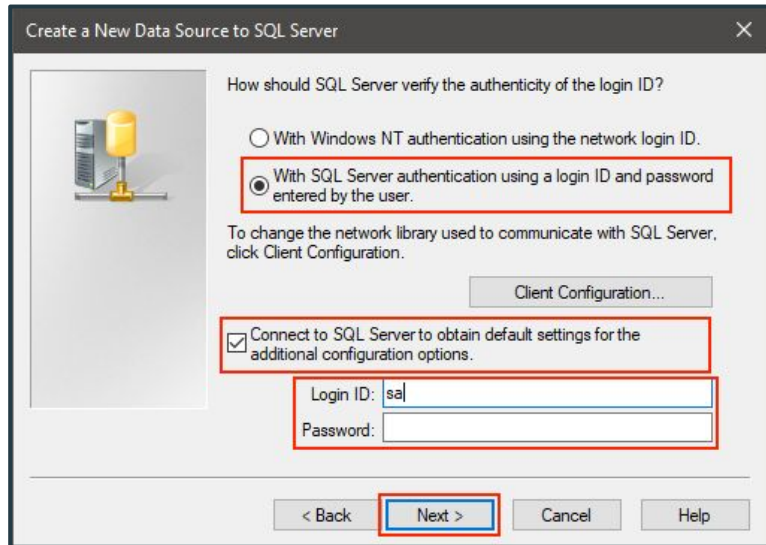 Create a New Data Source to SQL Server
How should SQL Server verify the authenticity of the login ID?
With Windows NT authentication using the network login ID.
With SQL Server authentication using a login ID and password
entered by the user.
To change the network library used to communicate with SQL Server,
click Client Configuration.
Client Configuration...
Connect to SQL Server to obtain default settings for the
additional configuration options.
Login ID: sa
Password:
< Back Next > Cancel Help